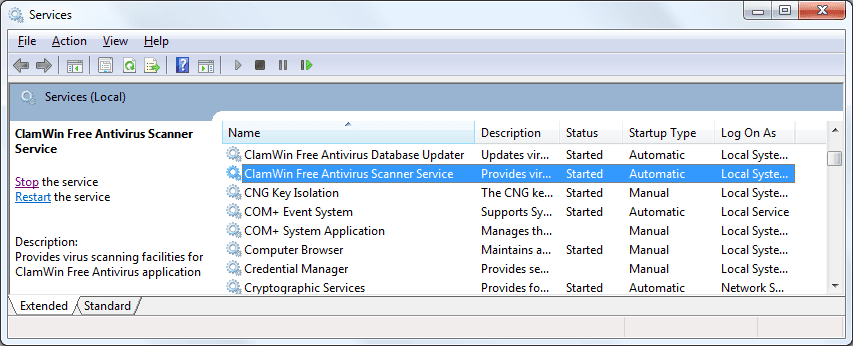 Services
File Action View Help
Services (Local)
ClamWin Free Antivirus Scanner
Service
Stop the service
Restart the service
Description:
Provides virus scanning facilities for
ClamWin Free Antivirus application
Name Description Status Startup Type Log On As
ClamWin Free Antivirus Database Updater Updates vir... Started Automatic Local Syste...
ClamWin Free Antivirus Scanner Service Provides vir... Started Automatic Local Syste...
CNG Key Isolation The CNG ke... Started Manual Local Syste...
COM+ Event System Supports Sy... Started Automatic Local Service
COM+ System Application Manages th... Manual Local Syste...
Computer Browser Maintains a... Started Manual Local Syste...
Credential Manager Provides se... Manual Local Syste...
Cryptographic Services Provides fo... Started Automatic Network S...
Extended Standard